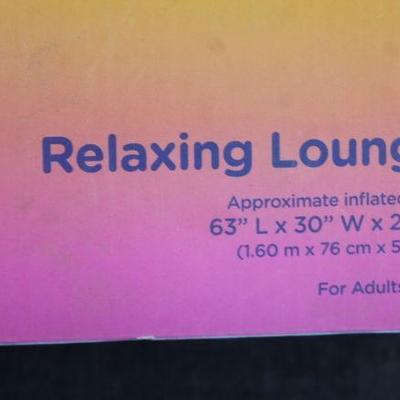 Relaxing Loung
Approximate inflated
63” L x 30” W x 2
(1.60 m x 76 cm x 5
For Adults